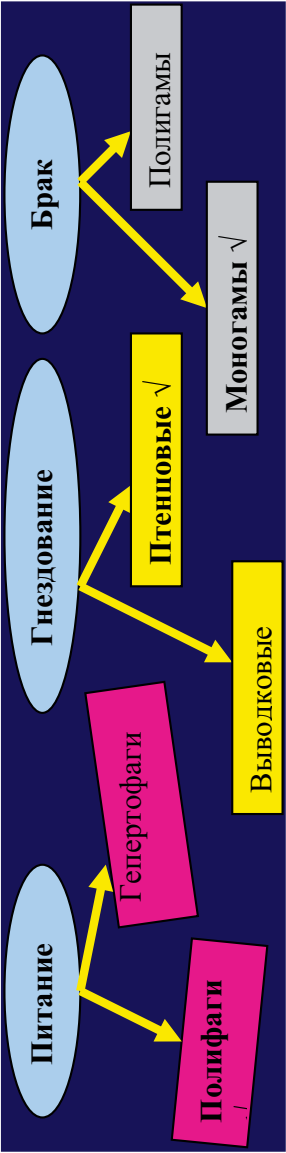 Питание
Гнездование
Брак
Полифаги
√
Гепертофаги
Выводковые
Птенцовые √
Моногамы √
Полигамы